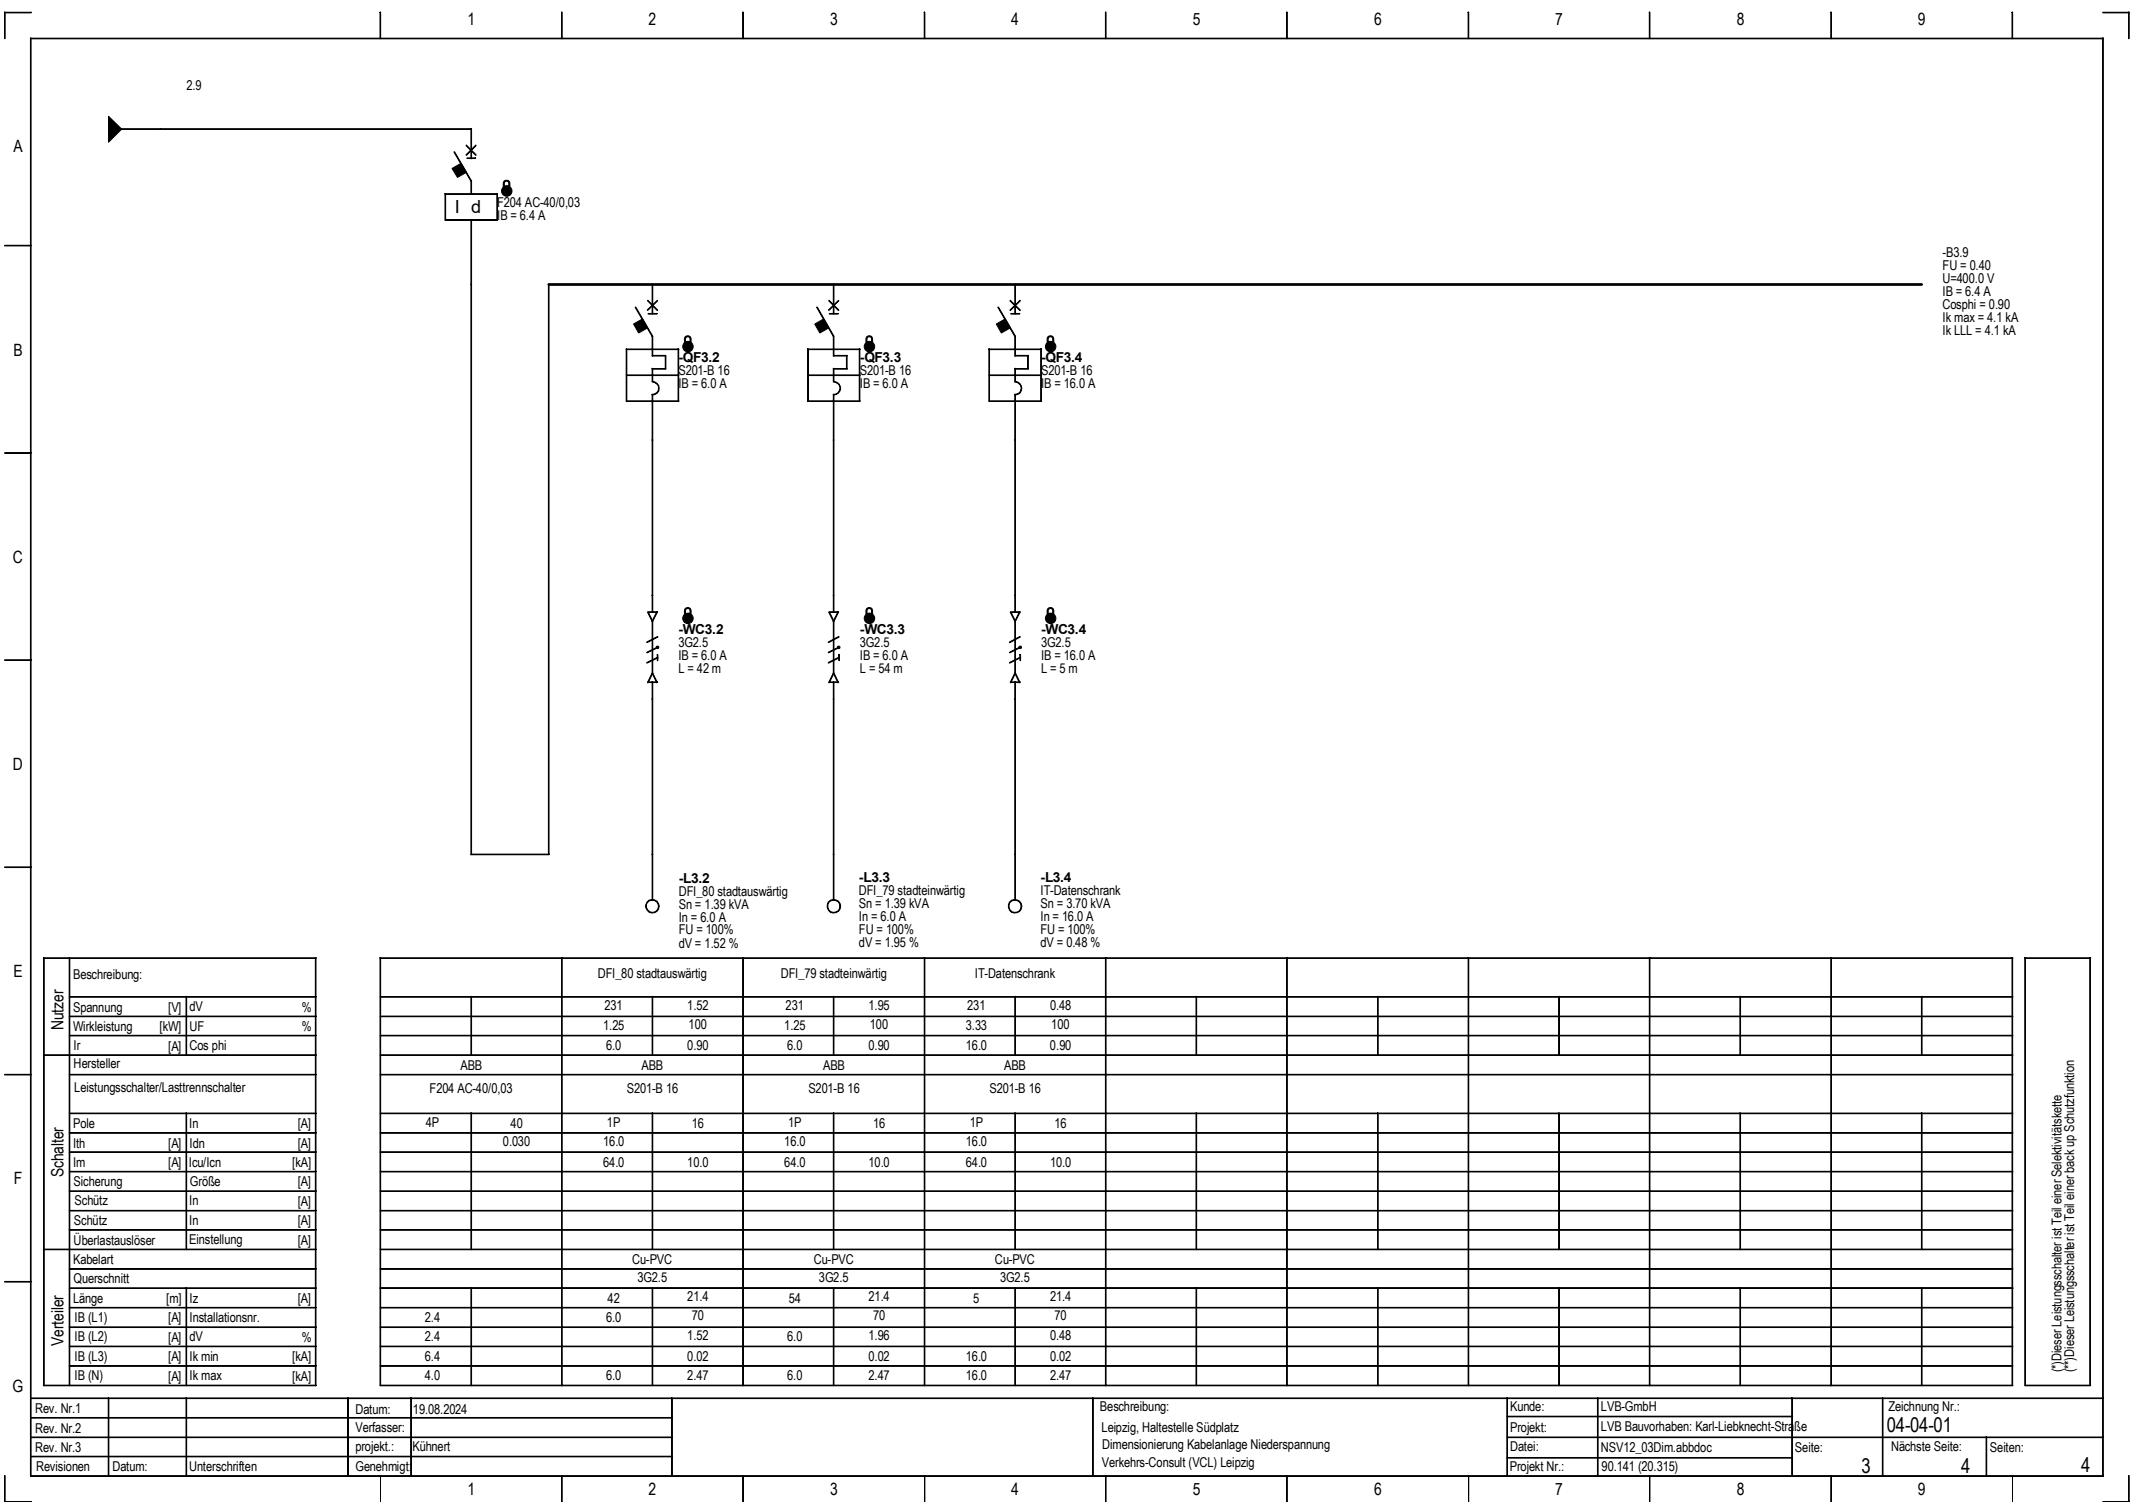 1 2 3 4 5 6 7 8 9
2.9
A
I d
F204 AC-40/0,03
IB = 6.4 A
-B3.9
FU = 0.40
U=400.0 V
IB = 6.4 A
Cosphi = 0.90
Ik max = 4.1 kA
Ik LLL = 4.1 kA
B
-QF3.2
S201-B 16
IB = 6.0 A
-QF3.3
S201-B 16
IB = 6.0 A
-QF3.4
S201-B 16
IB = 16.0 A
C
-WC3.2
3G2.5
IB = 6.0 A
L = 42 m
-WC3.3
3G2.5
IB = 6.0 A
L = 54 m
-WC3.4
3G2.5
IB = 16.0 A
L = 5 m
D
-L3.2
DFI_80 stadtauswärtig
Sn = 1.39 kVA
In = 6.0 A
FU = 100%
dV = 1.52 %
-L3.3
DFI_79 stadteinwärtig
Sn = 1.39 kVA
In = 6.0 A
FU = 100%
dV = 1.95 %
-L3.4
IT-Datenschrank
Sn = 3.70 kVA
In = 16.0 A
FU = 100%
dV = 0.48 %
E
Nutzer
Beschreibung: DFI_80 stadtauswärtig DFI_79 stadteinwärtig IT-Datenschrank
Spannung [V] dV % 231 1.52 231 1.95 231 0.48
Wirkleistung [kW] UF % 1.25 100 1.25 100 3.33 100
Ir [A] Cos phi 6.0 0.90 6.0 0.90 16.0 0.90
Schalter
Hersteller ABB ABB ABB ABB
Leistungsschalter/Lasttrennschalter F204 AC-40/0,03 S201-B 16 S201-B 16 S201-B 16
Pole In [A] 4P 40 1P 16 1P 16 1P 16
Ith [A] Idn [A] 0.030 16.0 16.0 16.0
Im [A] Icu/Icn [kA] 64.0 10.0 64.0 10.0 64.0 10.0
F
Sicherung Größe [A]
Schütz In [A]
Schütz In [A]
Überlastauslöser Einstellung [A]
Verteiler
Kabelart Cu-PVC Cu-PVC Cu-PVC
Querschnitt 3G2.5 3G2.5 3G2.5
Länge [m] Iz [A] 42 21.4 54 21.4 5 21.4
IB (L1) [A] Installationsnr. 2.4 6.0 70 70 70
IB (L2) [A] dV % 2.4 1.52 6.0 1.96 0.48
IB (L3) [A] Ik min [kA] 6.4 0.02 0.02 16.0 0.02
IB (N) [A] Ik max [kA] 4.0 6.0 2.47 6.0 2.47 16.0 2.47
G
(*)Dieser Leistungsschalter ist Teil einer Selektivitätskette
(**)Dieser Leistungsschalter ist Teil einer back up Schutzfunktion
Rev. Nr.1
Rev. Nr.2
Rev. Nr.3
Revisionen Datum: Unterschriften
Datum: 19.08.2024
Verfasser:
projekt.: Kühnert
Genehmigt
Beschreibung:
Leipzig, Haltestelle Südplatz
Dimensionierung Kabelanlage Niederspannung
Verkehrs-Consult (VCL) Leipzig
Kunde: LVB-GmbH
Projekt: LVB Bauvorhaben: Karl-Liebknecht-Straße
Datei: NSV12_03Dim.abbdoc
Projekt Nr.: 90.141 (20.315)
Zeichnung Nr.:
04-04-01
Seite: 3
Nächste Seite: 4
Seiten: 4
1 2 3 4 5 6 7 8 9